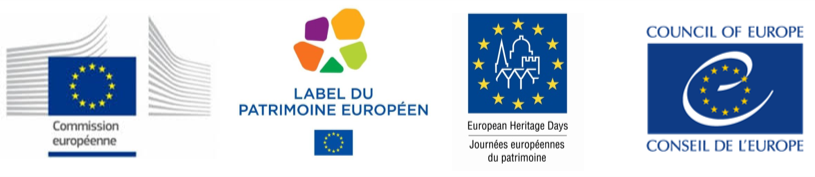 Commission
européenne
LABEL DU
PATRIMOINE EUROPÉEN
European Heritage Days
Journées européennes
du patrimoine
COUNCIL OF EUROPE
CONSEIL DE L'EUROPE